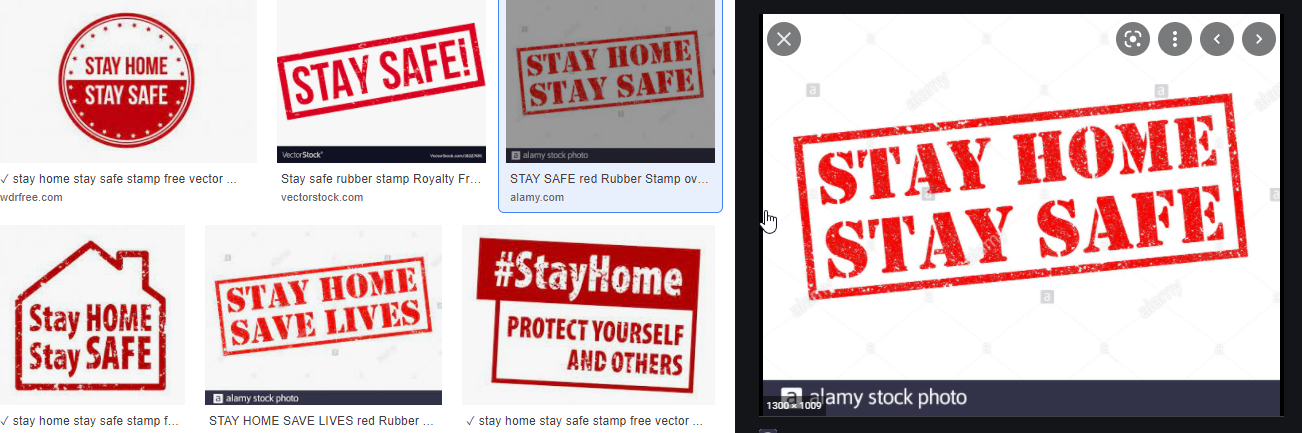 STAY HOME
STAY SAFE
✓ stay home stay safe stamp free vector ...
wdrfree.com
STAY SAFE!
VectorStock®
Stay safe rubber stamp Royalty Fr...
vectorstock.com
STAY HOME
STAY SAFE
a alamy stock photo
STAY SAFE red Rubber Stamp ov...
alamy.com
Stay HOME
Stay SAFE
✓ stay home stay safe stamp f...
STAY HOME
SAVE LIVES
a alamy stock photo
STAY HOME SAVE LIVES red Rubber ...
#StayHome
PROTECT YOURSELF
AND OTHERS
✓ stay home stay safe stamp free vector ...
alamy
STAY HOME
STAY SAFE
alamy
alamy
a alamy stock photo
1300 × 1009